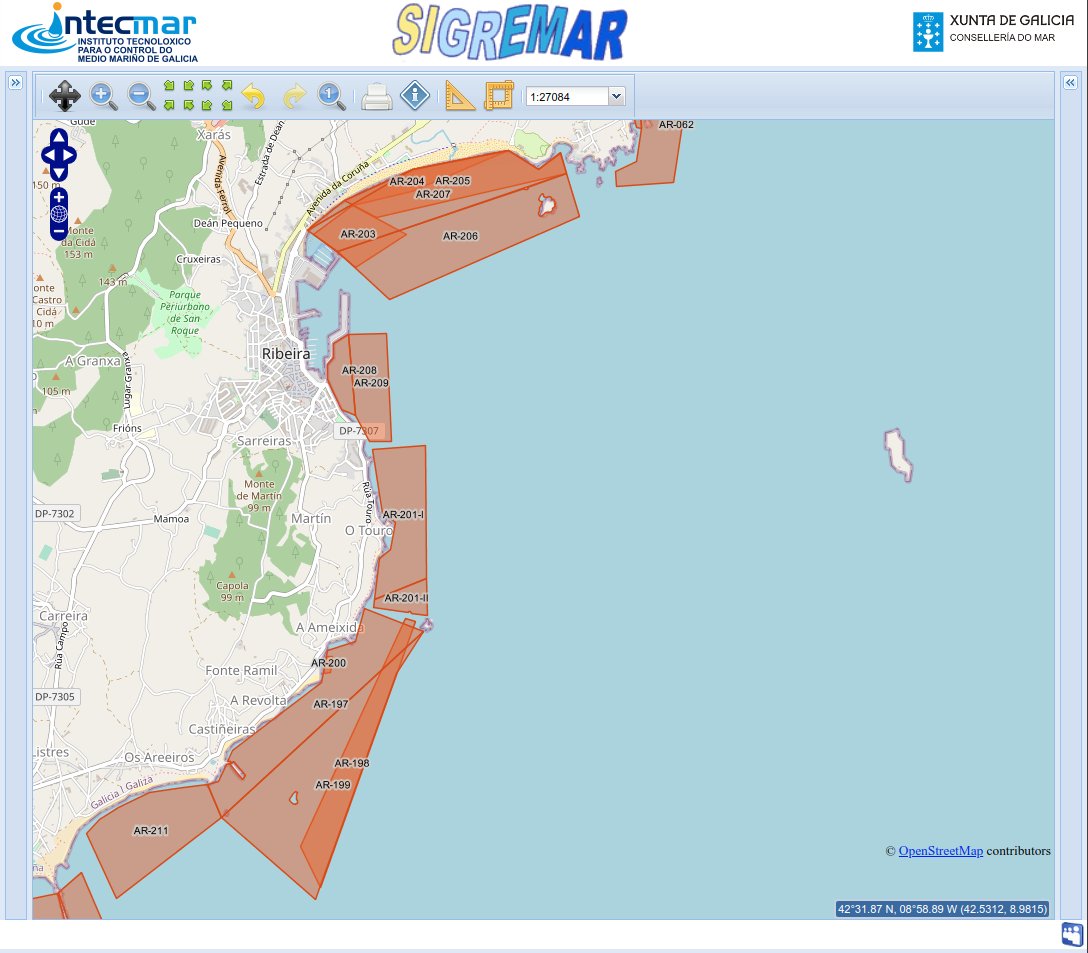 intecmar
INSTITUTO TECNOLOXICO
PARA O CONTROL DO
MEDIO MARIÑO DE GALICIA
SIGREMAR
XUNTA DE GALICIA
CONSELLERÍA DO MAR
1
1:27084
Gude
Xarás
Estrada de Deán
AR-062
Avenida Ferrol
Avenida da Coruña
150 m
AR-204
AR-205
AR-207
Monte
da Cidá
153 m
Deán Pequeno
AR-203
AR-206
Cruxeiras
143 m
onte
Castro
Cidá
10 m
Parque
Periurbano
de San
Roque
Ribeira
A Granxa
Lugar Granxa
105 m
AR-208
AR-209
Frións
DP-7307
Sarreiras
Monte
de Martín
99 m
Rúa Touro
DP-7302
Mamoa
Martín
O Touro
AR-201-I
Capola
99 m
AR-201-II
Carreira
Rúa Campo
A Ameixida
AR-200
Fonte Ramil
DP-7305
A Revolta
AR-197
Castiñeiras
Listres
Os Areeiros
AR-198
AR-199
Galicia \ Galiza
AR-211
ña
© OpenStreetMap contributors
42°31.87 N, 08°58.89 W (42.5312, 8.9815)